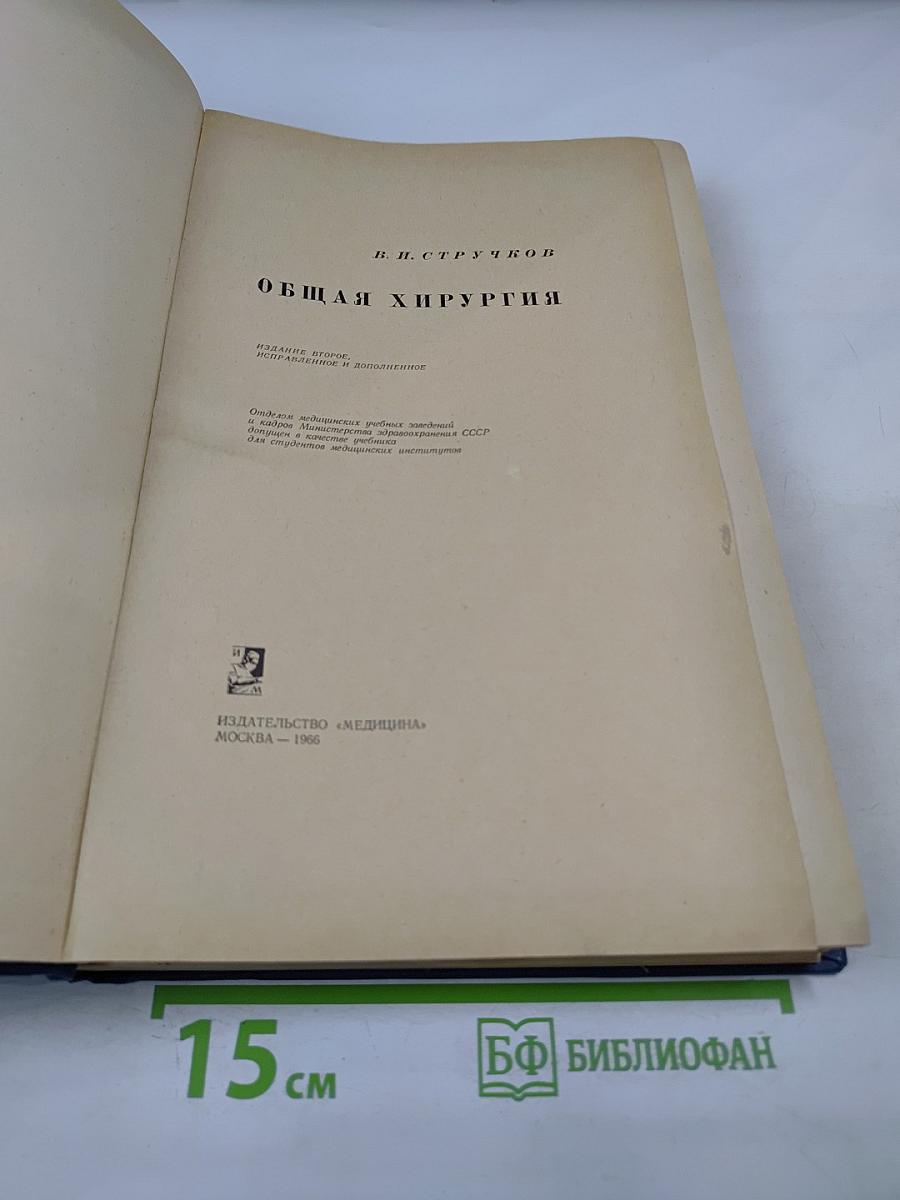 В. И. СТРУЧКОВ
ОБЩАЯ ХИРУРГИЯ
ИЗДАНИЕ ВТОРОЕ,
ИСПРАВЛЕННОЕ И ДОПОЛНЕННОЕ
Отделом медицинских учебных заведений
и кадров Министерства здравоохранения СССР
допущен в качестве учебника
для студентов медицинских институтов
И
М
ИЗДАТЕЛЬСТВО «МЕДИЦИНА»
МОСКВА — 1966
15 см
БФ БИБЛИОФАН